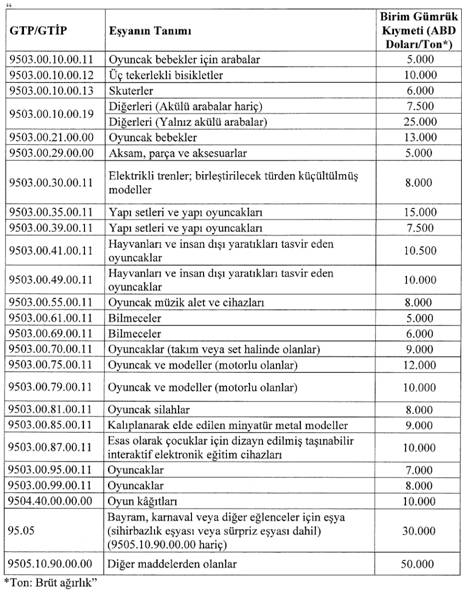 “
GTP/GTİP Eşyanın Tanımı Birim Gümrük
Kıymeti (ABD
Doları/Ton*)
9503.00.10.00.11 Oyuncak bebekler için arabalar 5.000
9503.00.10.00.12 Üç tekerlekli bisikletler 10.000
9503.00.10.00.13 Skuterler 6.000
9503.00.10.00.19 Diğerleri (Akülü arabalar hariç) 7.500
Diğerleri (Yalnız akülü arabalar) 25.000
9503.00.21.00.00 Oyuncak bebekler 13.000
9503.00.29.00.00 Aksam, parça ve aksesuarlar 5.000
9503.00.30.00.11 Elektrikli trenler; birleştirilecek türden küçültülmüş
modeller 8.000
9503.00.35.00.11 Yapı setleri ve yapı oyuncakları 15.000
9503.00.39.00.11 Yapı setleri ve yapı oyuncakları 7.500
9503.00.41.00.11 Hayvanları ve insan dışı yaratıkları tasvir eden
oyuncaklar 10.500
9503.00.49.00.11 Hayvanları ve insan dışı yaratıkları tasvir eden
oyuncaklar 10.000
9503.00.55.00.11 Oyuncak müzik alet ve cihazları 8.000
9503.00.61.00.11 Bilmeceler 5.000
9503.00.69.00.11 Bilmeceler 6.000
9503.00.70.00.11 Oyuncaklar (takım veya set halinde olanlar) 9.000
9503.00.75.00.11 Oyuncak ve modeller (motorlu olanlar) 12.000
9503.00.79.00.11 Oyuncak ve modeller (motorlu olanlar) 10.000
9503.00.81.00.11 Oyuncak silahlar 8.000
9503.00.85.00.11 Kalıplanarak elde edilen minyatür metal modeller 9.000
9503.00.87.00.11 Esas olarak çocuklar için dizayn edilmiş taşınabilir
interaktif elektronik eğitim cihazları 10.000
9503.00.95.00.11 Oyuncaklar 7.000
9503.00.99.00.11 Oyuncaklar 8.000
9504.40.00.00.00 Oyun kâğıtları 10.000
95.05 Bayram, karnaval veya diğer eğlenceler için eşya
(sihirbazlık eşyası veya sürpriz eşyası dahil)
(9505.10.90.00.00 hariç) 30.000
9505.10.90.00.00 Diğer maddelerden olanlar 50.000
*Ton: Brüt ağırlık”